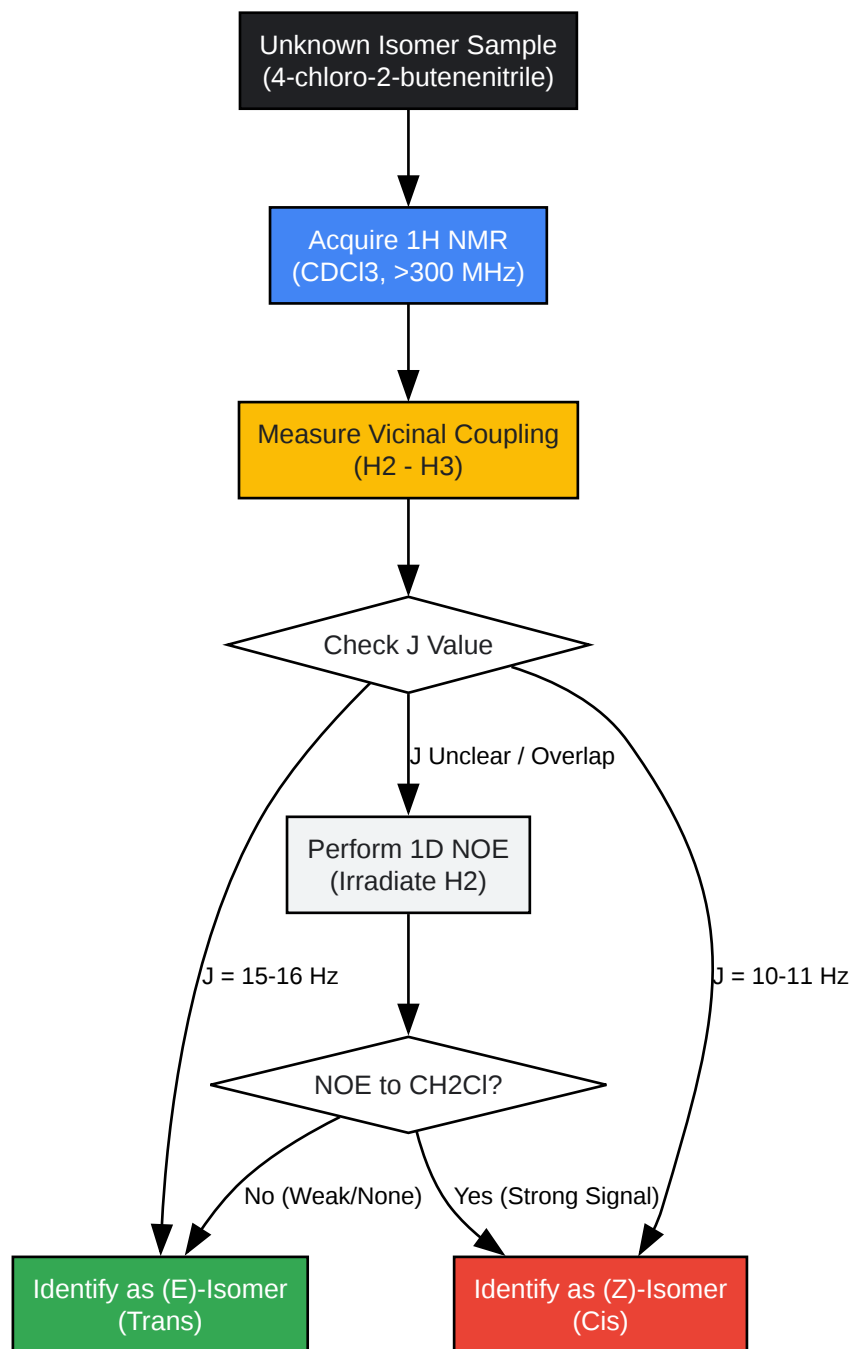 Unknown Isomer Sample
(4-chloro-2-butenenitrile)
Acquire 1H NMR
(CDCl3, >300 MHz)
Measure Vicinal Coupling
(H2 - H3)
Check J Value
J Unclear / Overlap
Perform 1D NOE
(Irradiate H2)
J = 15-16 Hz
J = 10-11 Hz
NOE to CH2Cl?
No (Weak/None)
Yes (Strong Signal)
Identify as (E)-Isomer
(Trans)
Identify as (Z)-Isomer
(Cis)